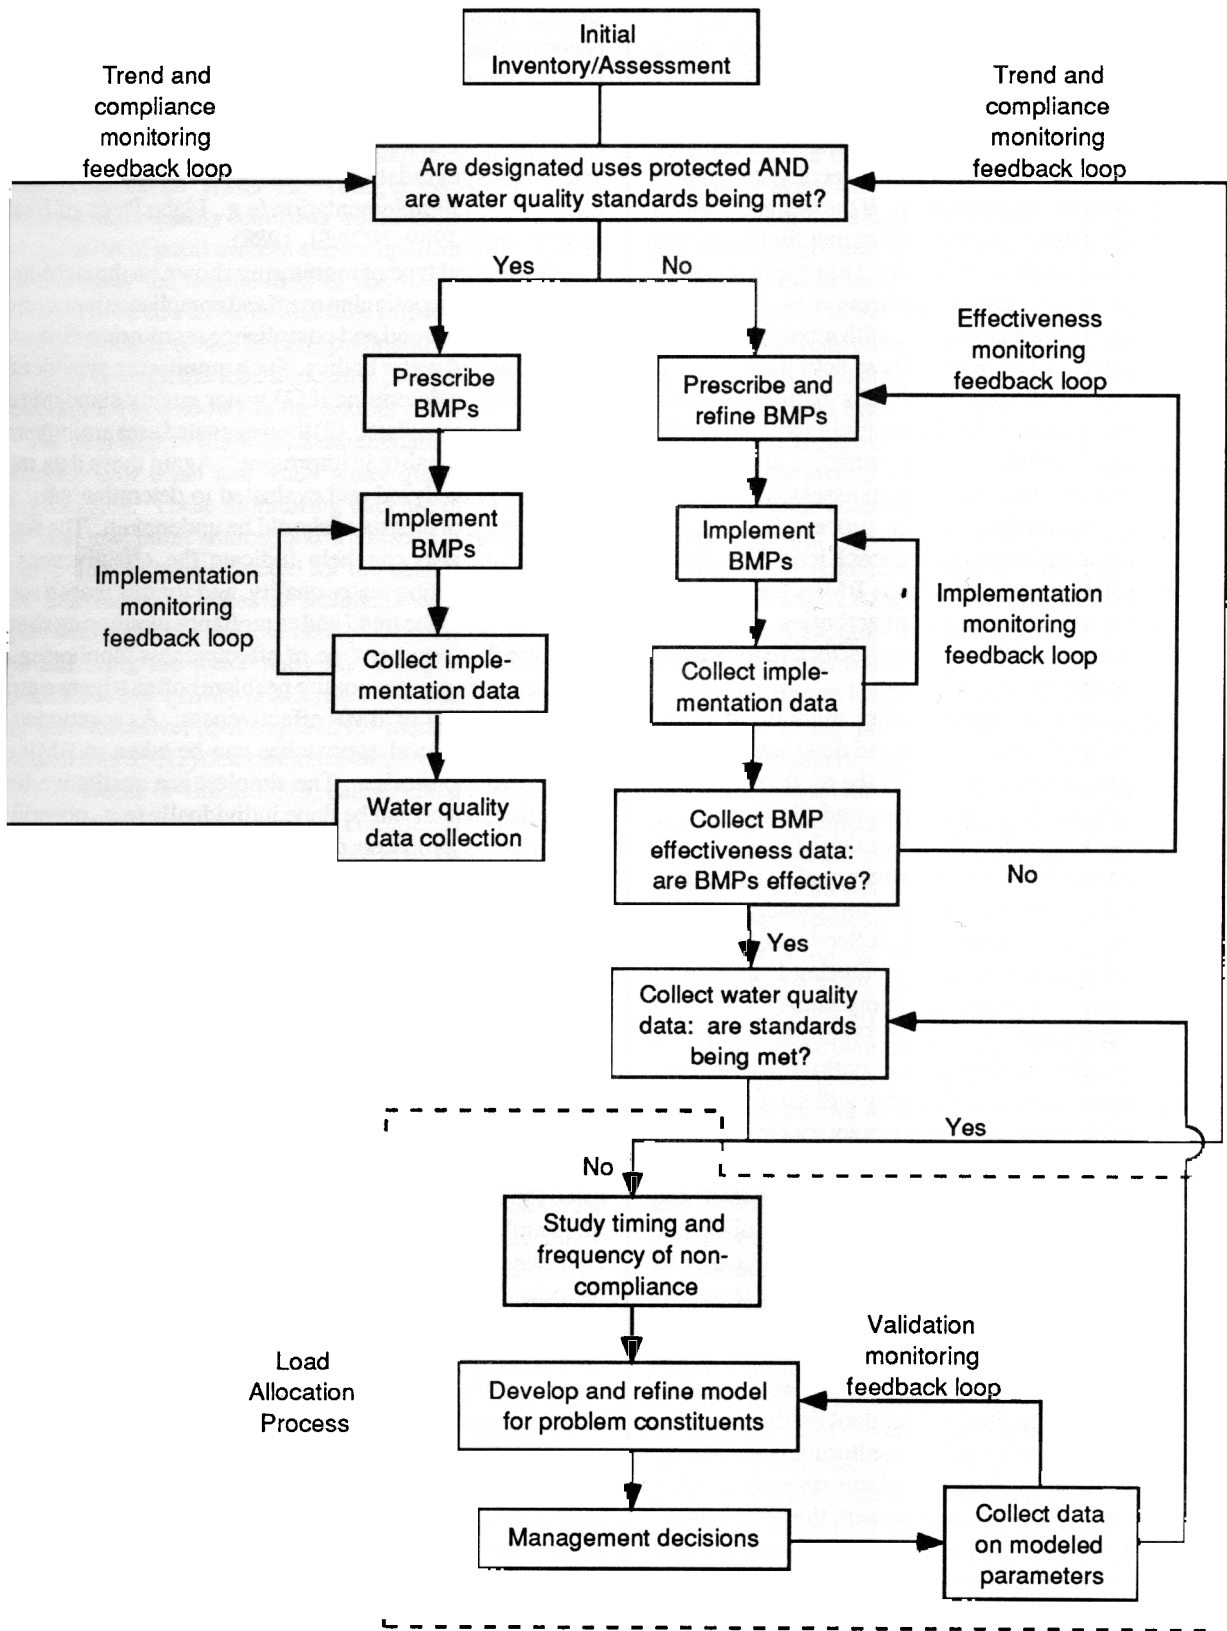 Initial
Inventory/Assessment
Trend and
compliance
monitoring
feedback loop
Trend and
compliance
monitoring
feedback loop
Are designated uses protected AND
are water quality standards being met?
Yes
No
Prescribe
BMPs
Prescribe and
refine BMPs
Effectiveness
monitoring
feedback loop
Implement
BMPs
Implement
BMPs
Implementation
monitoring
feedback loop
Implementation
monitoring
feedback loop
Collect imple-
mentation data
Collect imple-
mentation data
Water quality
data collection
Collect BMP
effectiveness data:
are BMPs effective?
No
Yes
Collect water quality
data: are standards
being met?
Yes
No
Study timing and
frequency of non-
compliance
Load
Allocation
Process
Validation
monitoring
feedback loop
Develop and refine model
for problem constituents
Management decisions
Collect data
on modeled
parameters